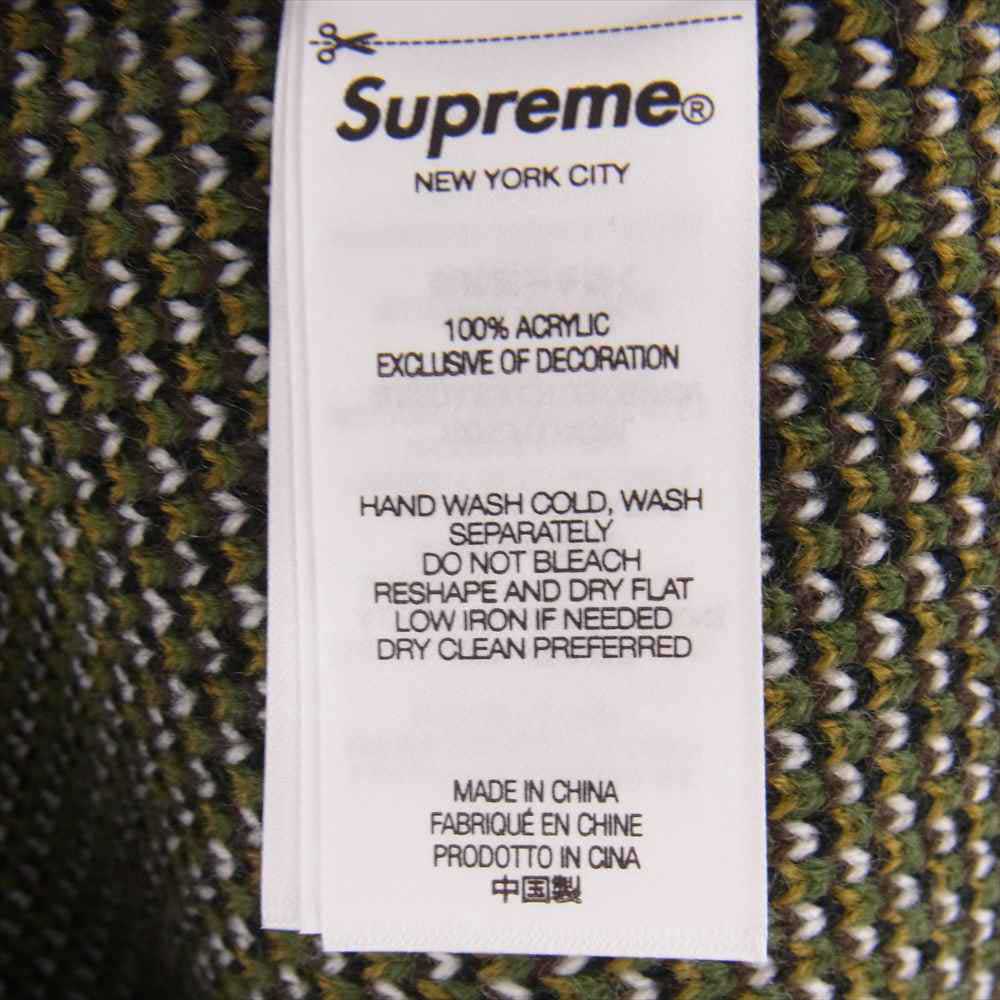 Supreme®
NEW YORK CITY
100% ACRYLIC
EXCLUSIVE OF DECORATION
HAND WASH COLD, WASH
SEPARATELY
DO NOT BLEACH
RESHAPE AND DRY FLAT
LOW IRON IF NEEDED
DRY CLEAN PREFERRED
MADE IN CHINA
FABRIQUÉ EN CHINE
PRODOTTO IN CINA
中国製